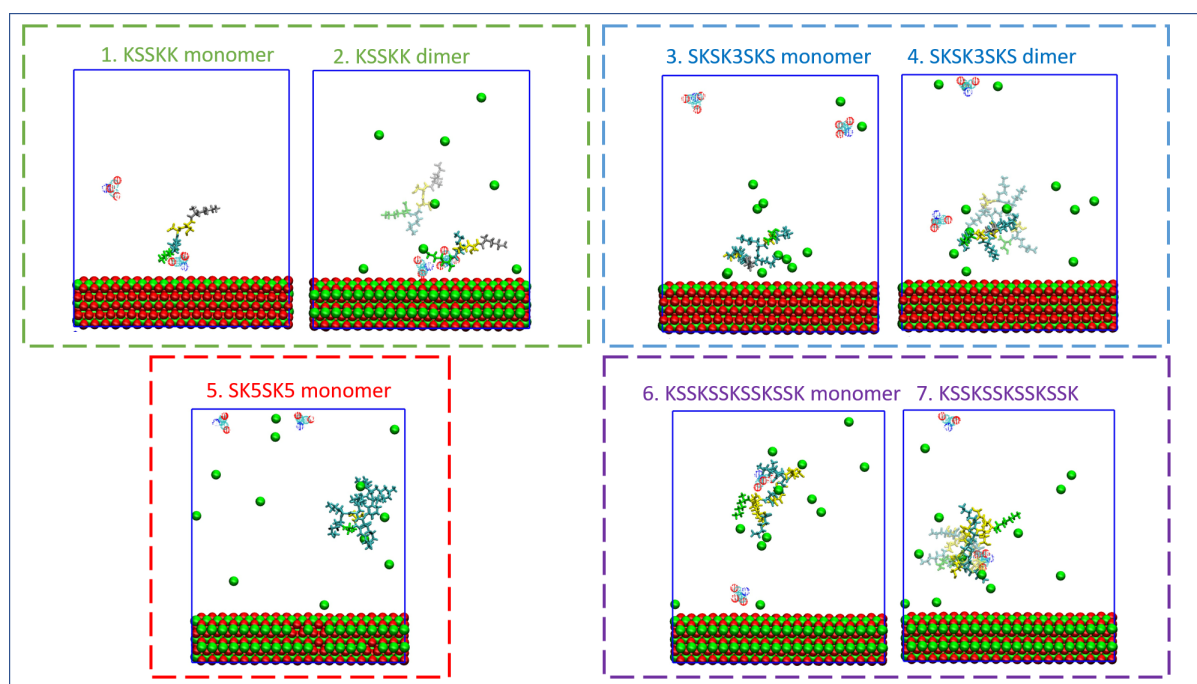 1. KSSKK monomer
2. KSSKK dimer
3. SKSK3SKS monomer
4. SKSK3SKS dimer
5. SK5SK5 monomer
6. KSSKSSKSSKSSK monomer
7. KSSKSSKSSKSSK